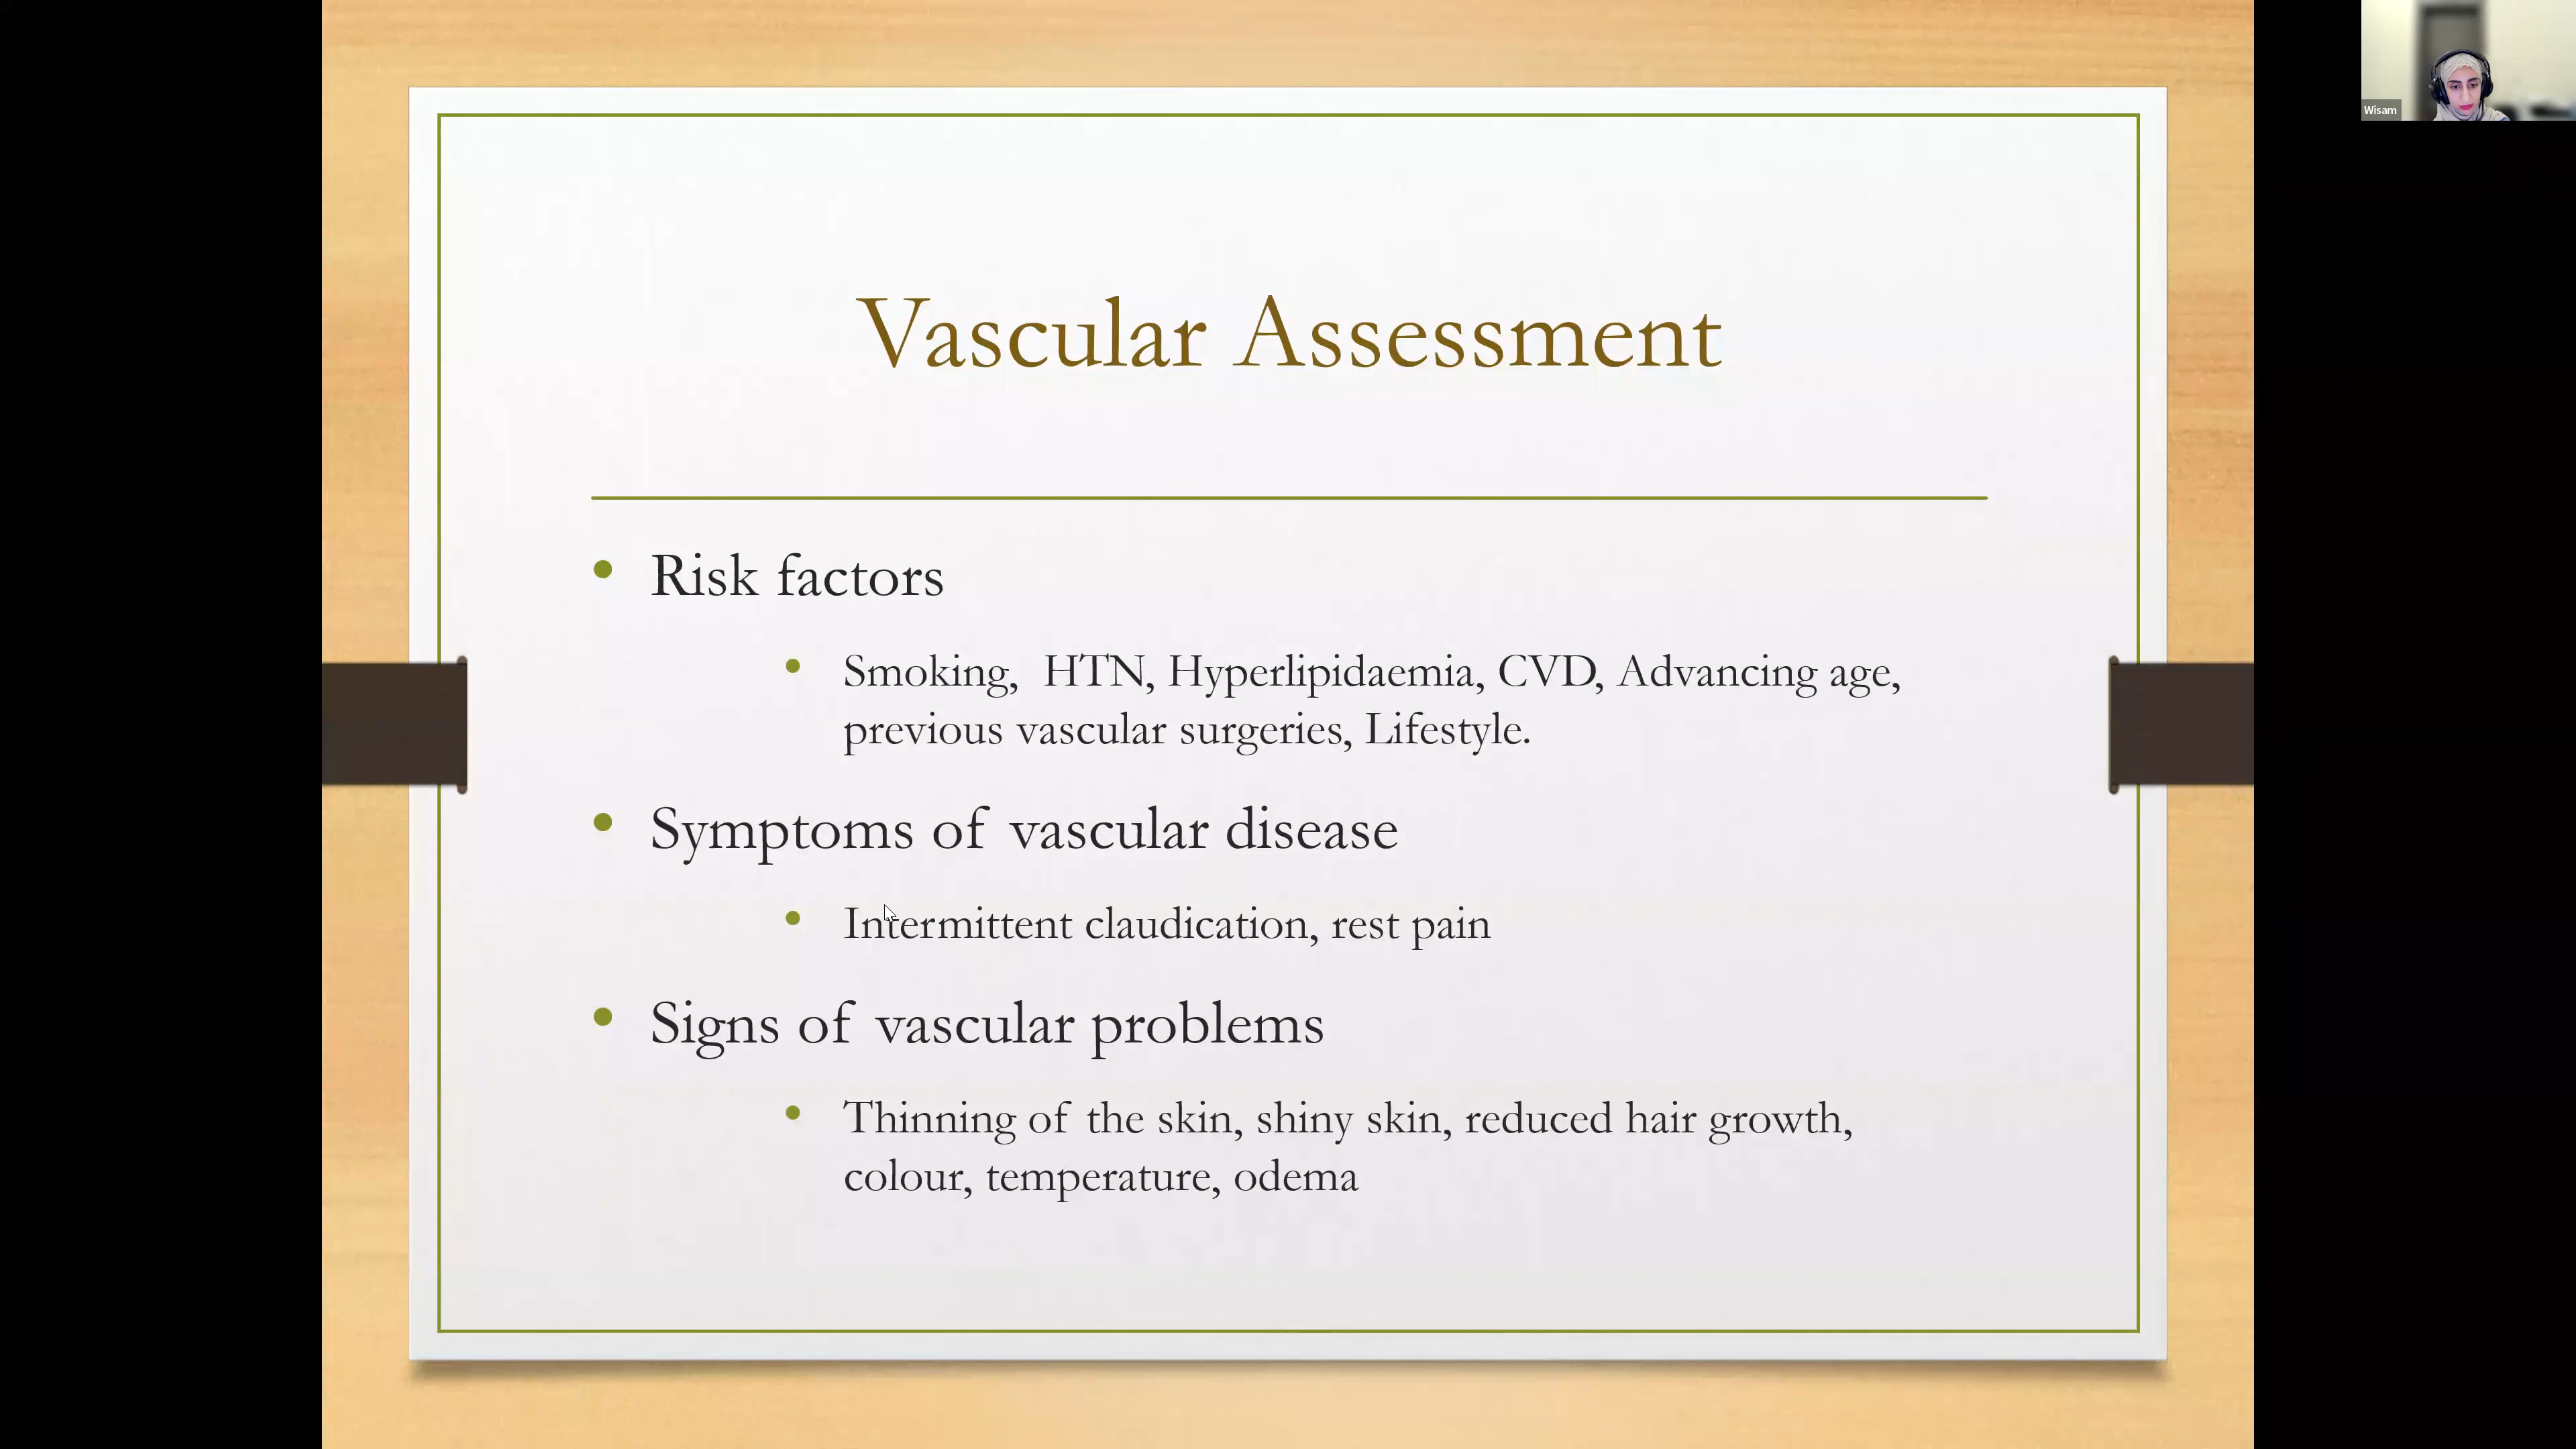 Vascular Assessment
• Risk factors
• Smoking,  HTN, Hyperlipidaemia, CVD, Advancing age,
previous vascular surgeries, Lifestyle.
• Symptoms of vascular disease
• Intermittent claudication, rest pain
• Signs of vascular problems
• Thinning of the skin, shiny skin, reduced hair growth,
colour, temperature, odema
Wisam